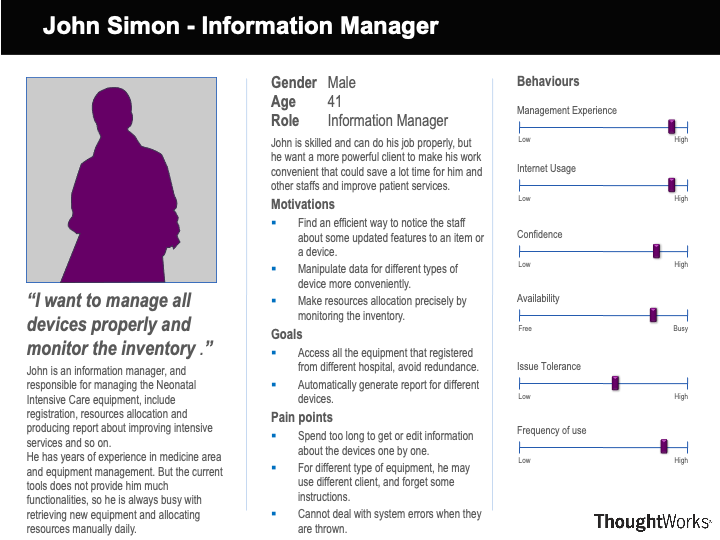 John Simon - Information Manager
“I want to manage all
devices properly and
monitor the inventory .”
John is an information manager, and
responsible for managing the Neonatal
Intensive Care equipment, include
registration, resources allocation and
producing report about improving intensive
services and so on.
He has years of experience in medicine area
and equipment management. But the current
tools does not provide him much
functionalities, so he is always busy with
retrieving new equipment and allocating
resources manually daily.
Gender Male
Age 41
Role Information Manager
John is skilled and can do his job properly, but
he want a more powerful client to make his work
convenient that could save a lot time for him and
other staffs and improve patient services.
Motivations
▪ Find an efficient way to notice the staff
about some updated features to an item or
a device.
▪ Manipulate data for different types of
device more conveniently.
▪ Make resources allocation precisely by
monitoring the inventory.
Goals
▪ Access all the equipment that registered
from different hospital, avoid redundance.
▪ Automatically generate report for different
devices.
Pain points
▪ Spend too long to get or edit information
about the devices one by one.
▪ For different type of equipment, he may
use different client, and forget some
instructions.
▪ Cannot deal with system errors when they
are thrown.
Behaviours
Management Experience
Low High
Internet Usage
Low High
Confidence
Low High
Availability
Free Busy
Issue Tolerance
Low High
Frequency of use
Low High
ThoughtWorks